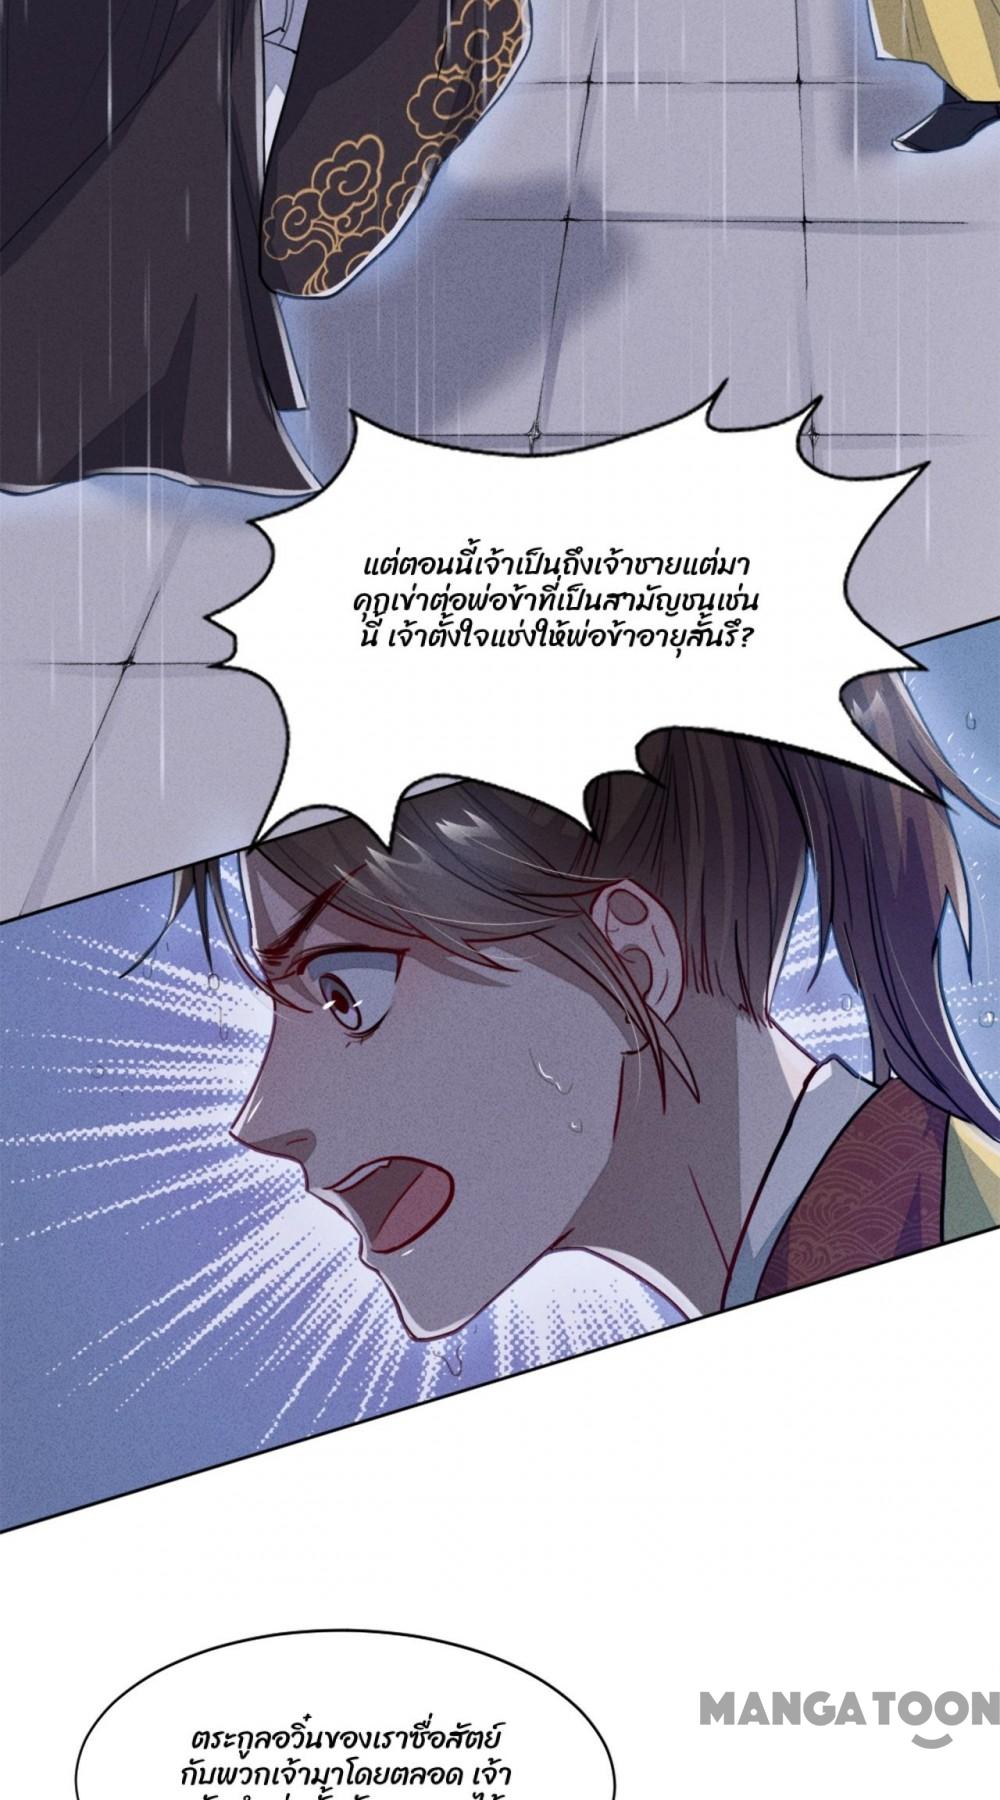 แต่ตอนนี้เจ้าเป็นถึงเจ้าชายแต่มา
คุกเข่าต่อพ่อข้าที่เป็นสามัญชนเช่น
นี้ เจ้าตั้งใจแช่งให้พ่อข้าอายุสั้นรึ?
MANGATOON
ตระกูลอวิ๋นของเราซื่อสัตย์
กับพวกเจ้ามาโดยตลอด เจ้า